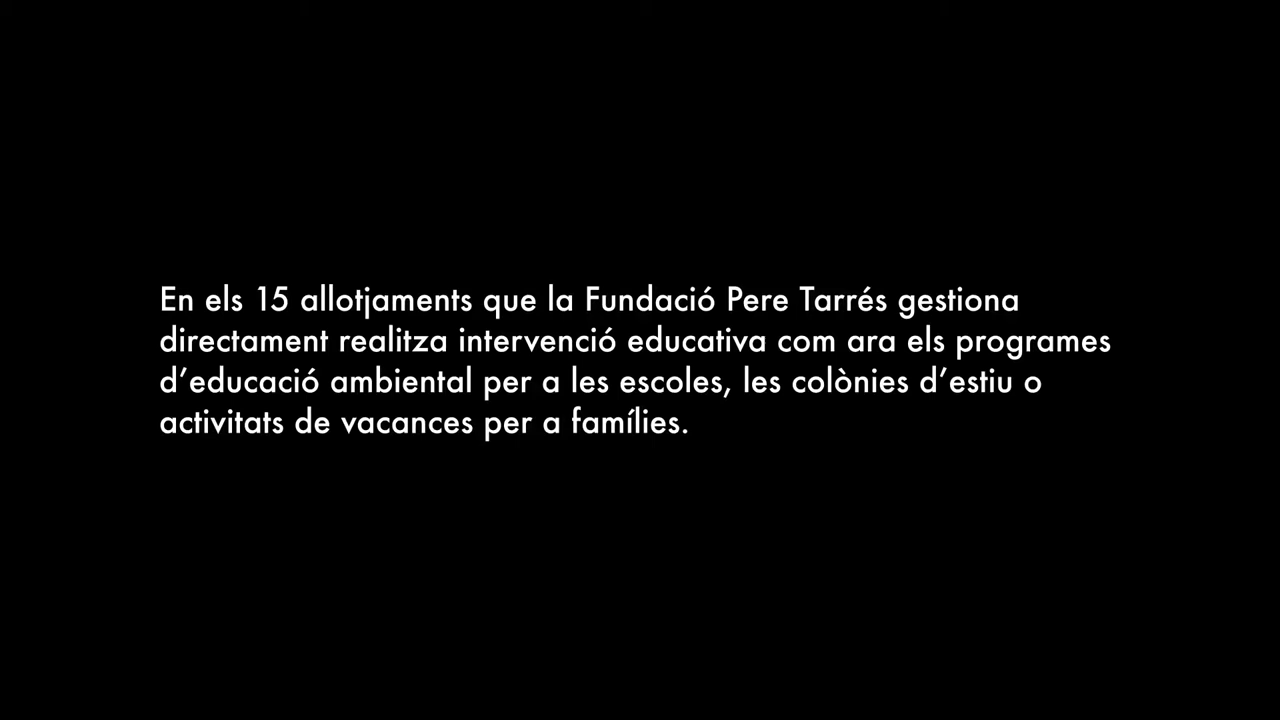 En els 15 allotjaments que la Fundació Pere Tarrés gestiona
directament realitza intervenció educativa com ara els programes
d’educació ambiental per a les escoles, les colònies d’estiu o
activitats de vacances per a famílies.